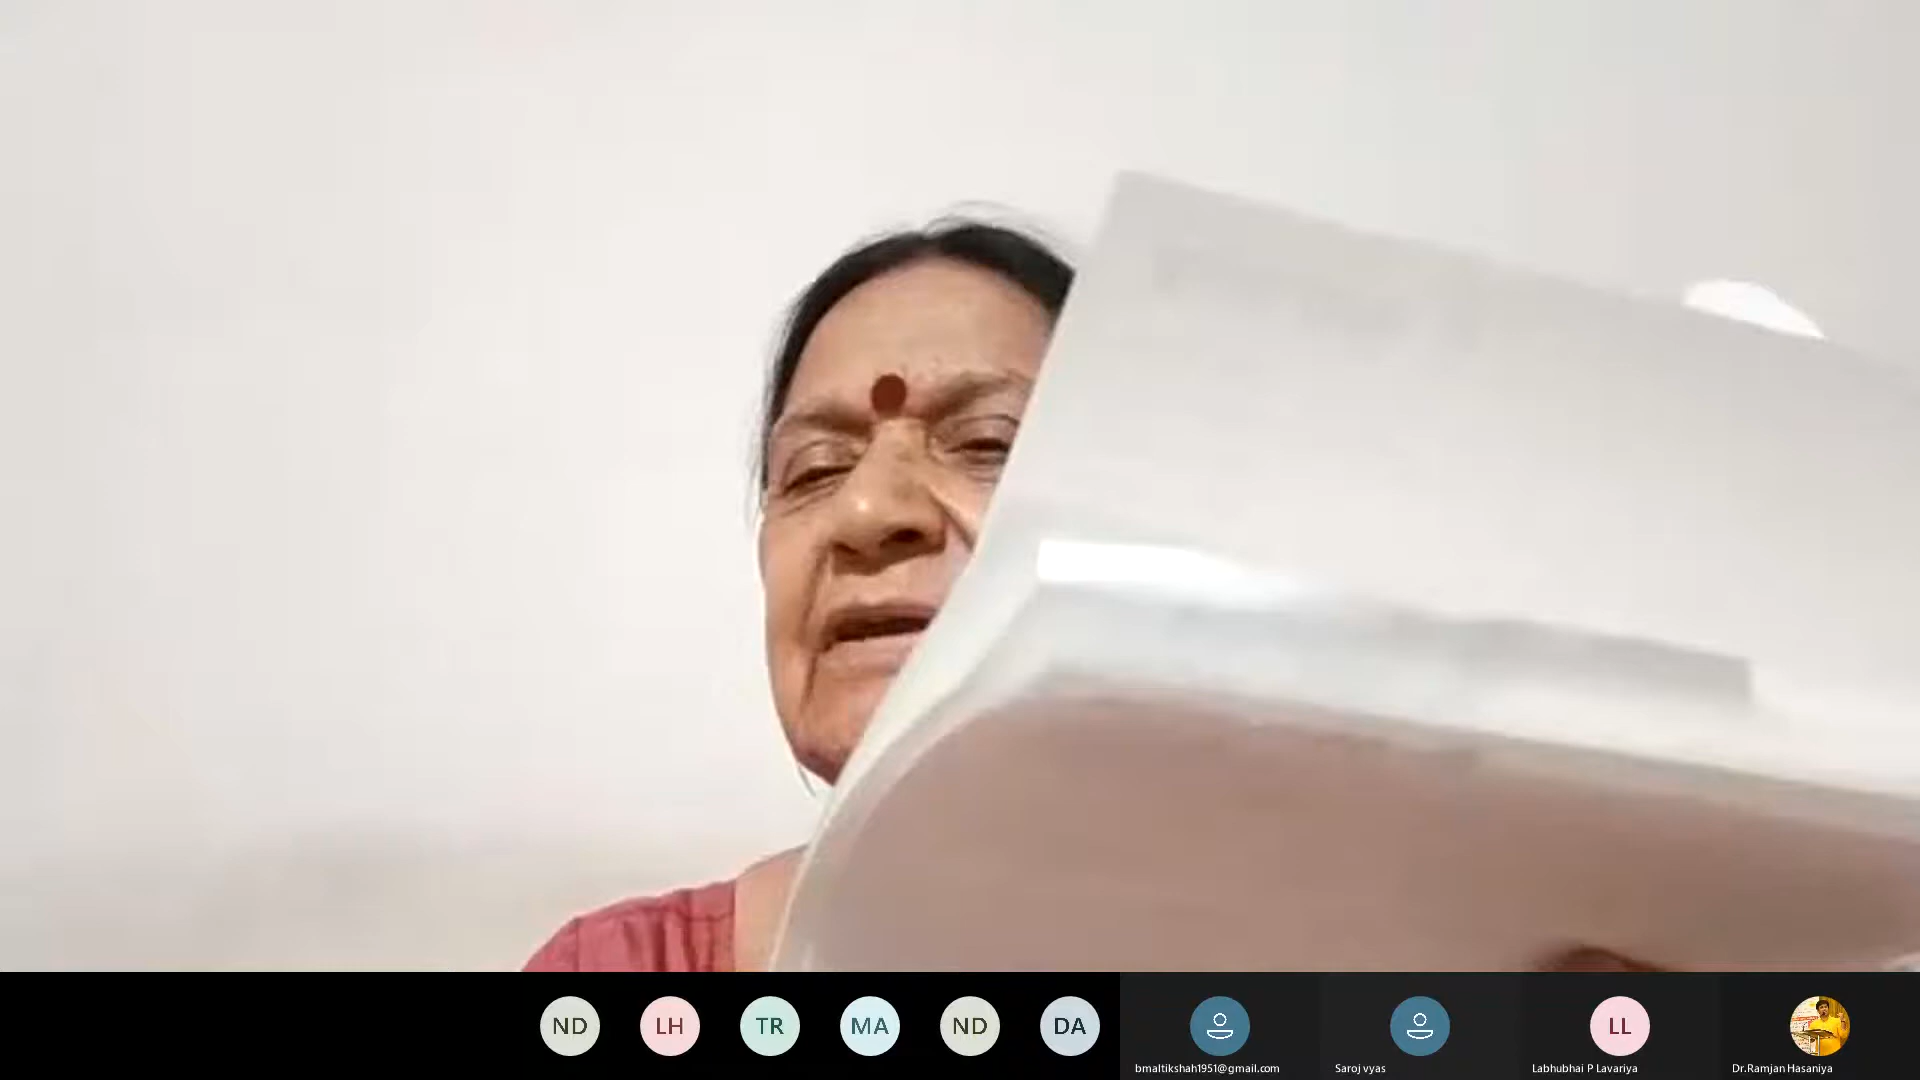 ND
LH
TR
MA
ND
DA
LL
bmaltikshah1951@gmail.com
Saroj vyas
Labhubhai P Lavariya
Dr.Ramjan Hasaniya